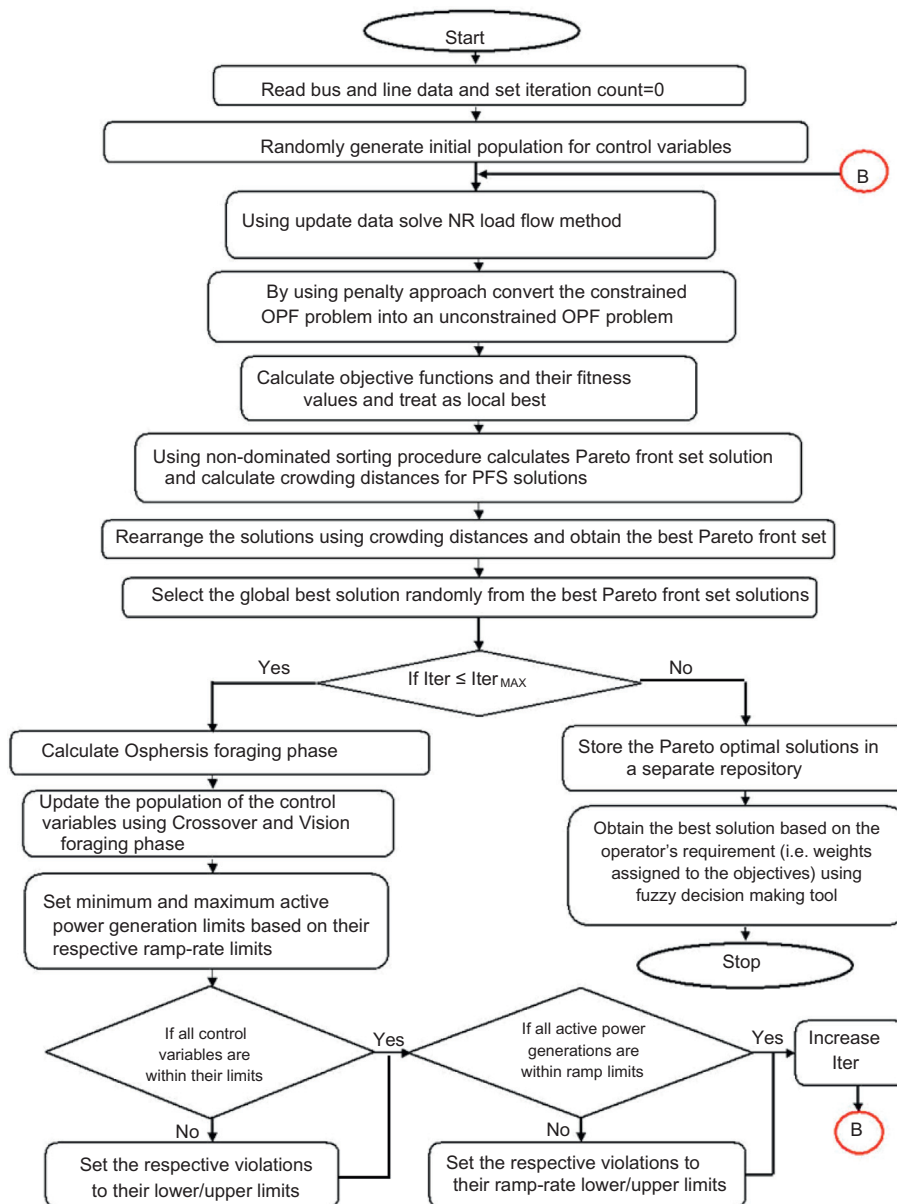 Start
Read bus and line data and set iteration count=0
Randomly generate initial population for control variables
B
Using update data solve NR load flow method
By using penalty approach convert the constrained
OPF problem into an unconstrained OPF problem
Calculate objective functions and their fitness
values and treat as local best
Using non-dominated sorting procedure calculates Pareto front set solution
and calculate crowding distances for PFS solutions
Rearrange the solutions using crowding distances and obtain the best Pareto front set
Select the global best solution randomly from the best Pareto front set solutions
If Iter ≤ Iter MAX
Yes
No
Calculate Osphersis foraging phase
Update the population of the control
variables using Crossover and Vision
foraging phase
Set minimum and maximum active
power generation limits based on their
respective ramp-rate limits
Store the Pareto optimal solutions in
a separate repository
Obtain the best solution based on the
operator's requirement (i.e. weights
assigned to the objectives) using
fuzzy decision making tool
Stop
If all control
variables are
within their limits
Yes
No
Set the respective violations
to their lower/upper limits
If all active power
generations are
within ramp limits
Yes
No
Set the respective violations to
their ramp-rate lower/upper limits
Increase
Iter
B